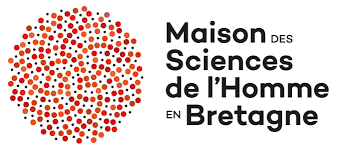 Maison DES
Sciences
de l'Homme
EN Bretagne